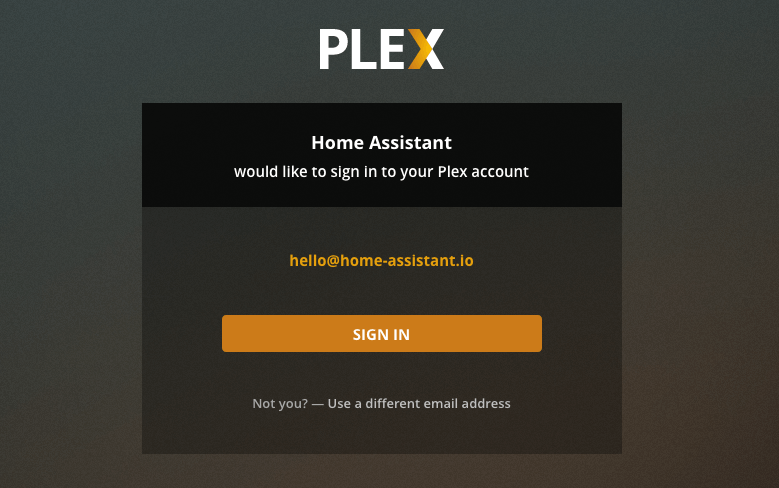 PLEX
Home Assistant
would like to sign in to your Plex account
hello@home-assistant.io
SIGN IN
Not you? — Use a different email address